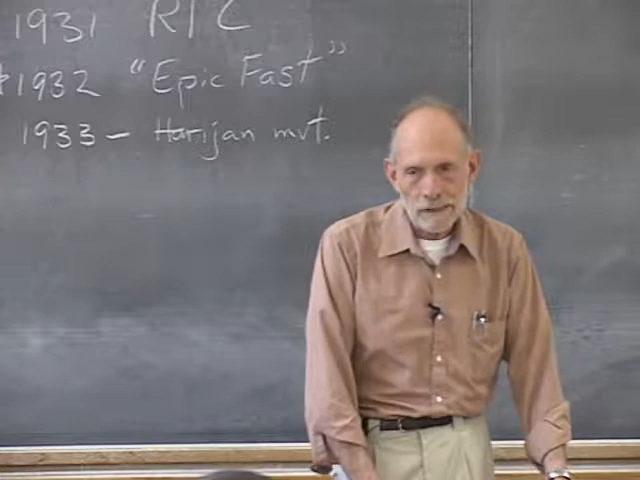 1931 RTC
1932 "Epic Fast"
1933 – Harijan mvt.